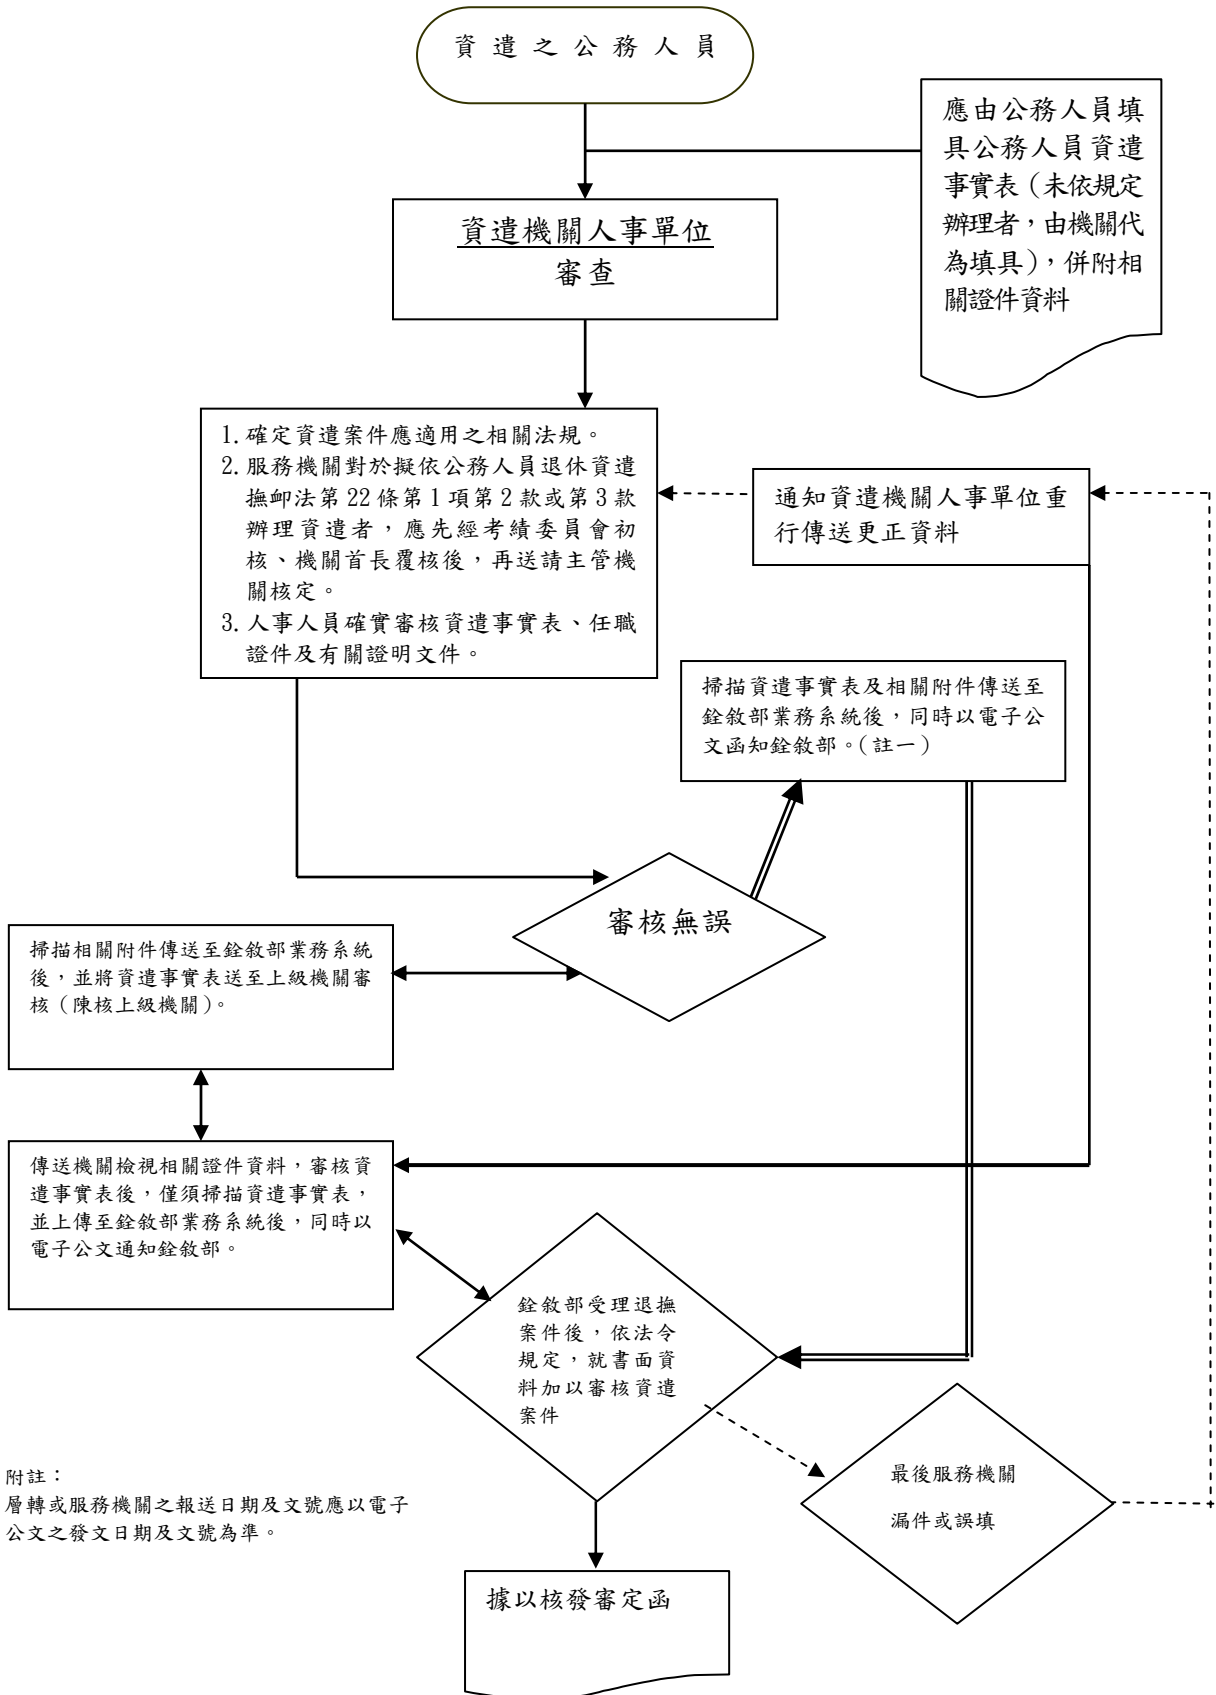 資遣之公務人員
應由公務人員填
具公務人員資遣
事實表（未依規定
辦理者，由機關代
為填具），併附相
關證件資料
資遣機關人事單位
審查
1. 確定資遣案件應適用之相關法規。
2. 服務機關對於擬依公務人員退休資遣
撫卹法第 22 條第 1 項第 2 款或第 3 款
辦理資遣者，應先經考績委員會初
核、機關首長覆核後，再送請主管機
關核定。
3. 人事人員確實審核資遣事實表、任職
證件及有關證明文件。
通知資遣機關人事單位重
行傳送更正資料
掃描資遣事實表及相關附件傳送至
銓敘部業務系統後，同時以電子公
文函知銓敘部。（註一）
審核無誤
掃描相關附件傳送至銓敘部業務系統
後，並將資遣事實表送至上級機關審
核（陳核上級機關）。
傳送機關檢視相關證件資料，審核資
遣事實表後，僅須掃描資遣事實表，
並上傳至銓敘部業務系統後，同時以
電子公文通知銓敘部。
銓敘部受理退撫
案件後，依法令
規定，就書面資
料加以審核資遣
案件
最後服務機關
漏件或誤填
附註：
層轉或服務機關之報送日期及文號應以電子
公文之發文日期及文號為準。
據以核發審定函